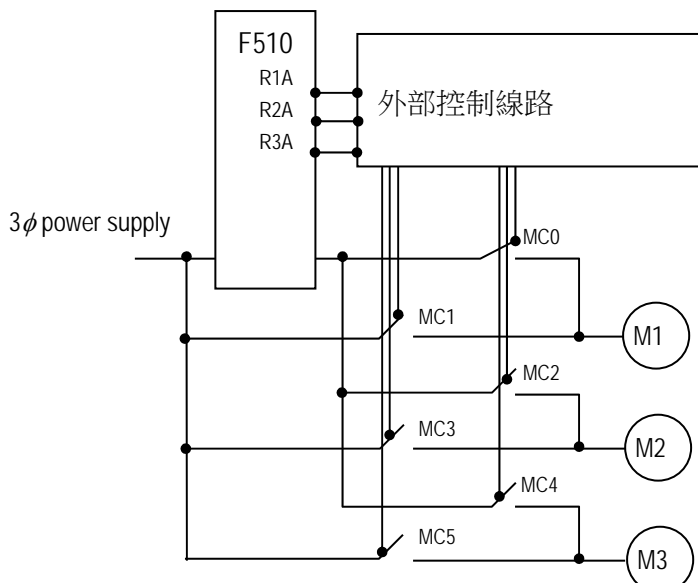 F510
R1A
R2A
R3A
外部控制線路
3ϕ power supply
MC0
MC1
M1
MC2
MC3
M2
MC4
MC5
M3